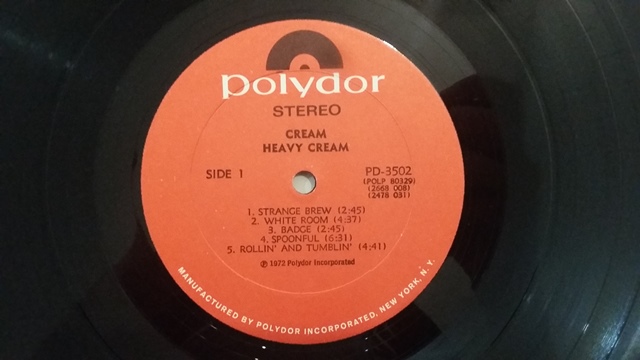 polydor
STEREO
CREAM
HEAVY CREAM
SIDE 1
PD-3502
(POLP 80329)
(2668 008)
(2478 031)
1. STRANGE BREW (2:45)
2. WHITE ROOM (4:37)
3. BADGE (2:45)
4. SPOONFUL (6:31)
5. ROLLIN' AND TUMBLIN' (4:41)
℗ 1972 Polydor Incorporated
MANUFACTURED BY POLYDOR INCORPORATED, NEW YORK, N. Y.